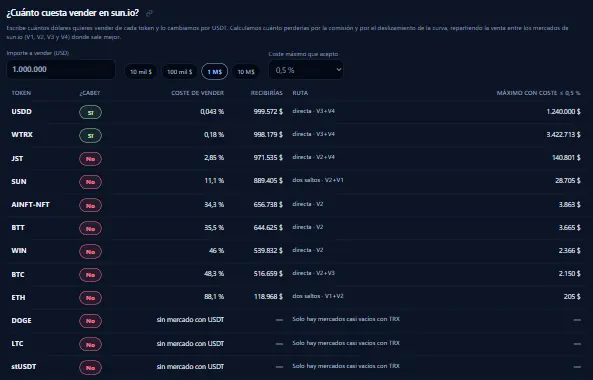 ¿Cuánto cuesta vender en sun.io?
Escribe cuántos dólares quieres vender de cada token y lo cambiamos por USDT. Calculamos cuánto perderías por la comisión y por el deslizamiento de la curva, repartiendo la venta entre los mercados de
sun.io (V1, V2, V3 y V4) donde sale mejor.
Importe a vender (USD)
Coste máximo que acepto
1.000.000
10 mil $ 100 mil $ 1 M$ 10 M$
0,5 %
TOKEN ¿CABE? COSTE DE VENDER RECIBIRÍAS RUTA MÁXIMO CON COSTE ≤ 0,5 %
USDD Sí 0,043 % 999.572 $ directa · V3+V4 1.240.000 $
WTRX Sí 0,18 % 998.179 $ directa · V3+V4 3.422.713 $
JST No 2,85 % 971.535 $ directa · V2+V4 140.801 $
SUN No 11,1 % 889.405 $ dos saltos · V2+V1 28.705 $
AINFT-NFT No 34,3 % 656.738 $ directa · V2 3.863 $
BTT No 35,5 % 644.625 $ directa · V2 3.665 $
WIN No 46 % 539.832 $ directa · V2 2.366 $
BTC No 48,3 % 516.659 $ directa · V2+V3 2.150 $
ETH No 88,1 % 118.968 $ dos saltos · V1+V2 205 $
DOGE No sin mercado con USDT — Solo hay mercados casi vacíos con TRX —
LTC No sin mercado con USDT — Solo hay mercados casi vacíos con TRX —
stUSDT No sin mercado con USDT — Solo hay mercados casi vacíos con TRX —